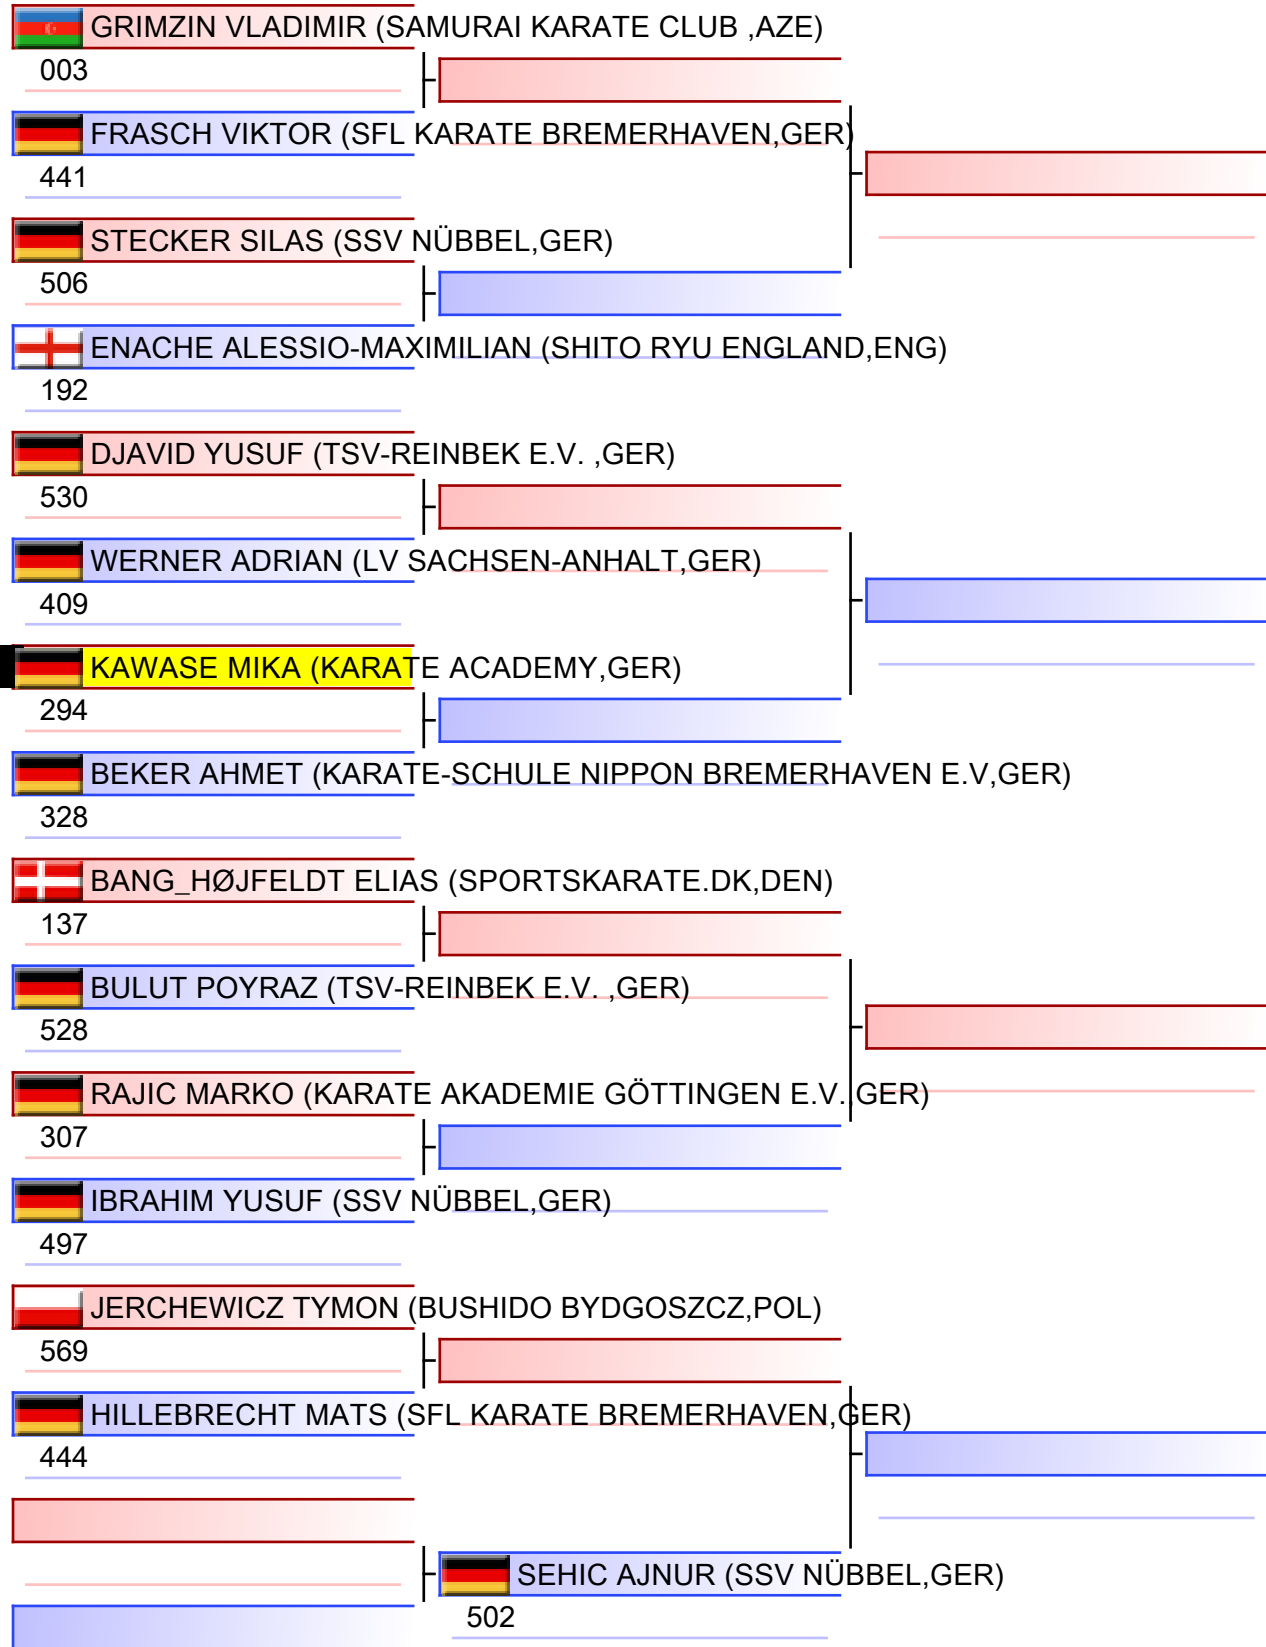 GRIMZIN VLADIMIR (SAMURAI KARATE CLUB ,AZE)
003
FRASCH VIKTOR (SFL KARATE BREMERHAVEN,GER)
441
STECKER SILAS (SSV NÜBBEL,GER)
506
ENACHE ALESSIO-MAXIMILIAN (SHITO RYU ENGLAND,ENG)
192
DJAVID YUSUF (TSV-REINBEK E.V. ,GER)
530
WERNER ADRIAN (LV SACHSEN-ANHALT,GER)
409
KAWASE MIKA (KARATE ACADEMY,GER)
294
BEKER AHMET (KARATE-SCHULE NIPPON BREMERHAVEN E.V,GER)
328
BANG_HØJFELDT ELIAS (SPORTSKARATE.DK,DEN)
137
BULUT POYRAZ (TSV-REINBEK E.V. ,GER)
528
RAJIC MARKO (KARATE AKADEMIE GÖTTINGEN E.V.,GER)
307
IBRAHIM YUSUF (SSV NÜBBEL,GER)
497
JERCHEWICZ TYMON (BUSHIDO BYDGOSZCZ,POL)
569
HILLEBRECHT MATS (SFL KARATE BREMERHAVEN,GER)
444
SEHIC AJNUR (SSV NÜBBEL,GER)
502